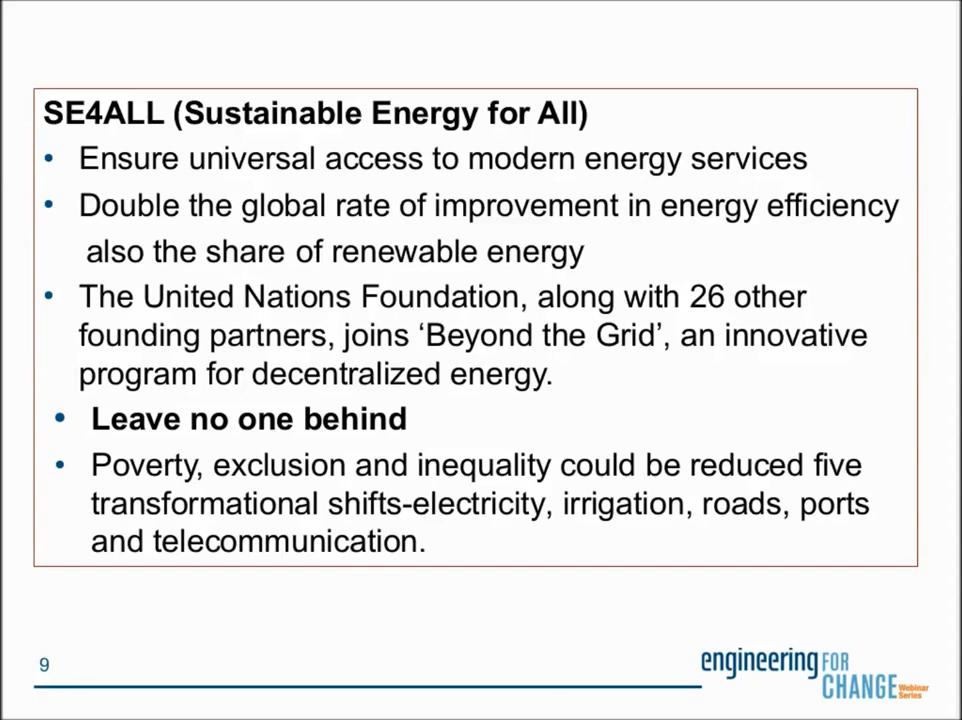 SE4ALL (Sustainable Energy for All)
• Ensure universal access to modern energy services
• Double the global rate of improvement in energy efficiency
also the share of renewable energy
• The United Nations Foundation, along with 26 other
founding partners, joins ‘Beyond the Grid’, an innovative
program for decentralized energy.
• Leave no one behind
• Poverty, exclusion and inequality could be reduced five
transformational shifts-electricity, irrigation, roads, ports
and telecommunication.
9
engineering FOR
CHANGE Webinar
Series